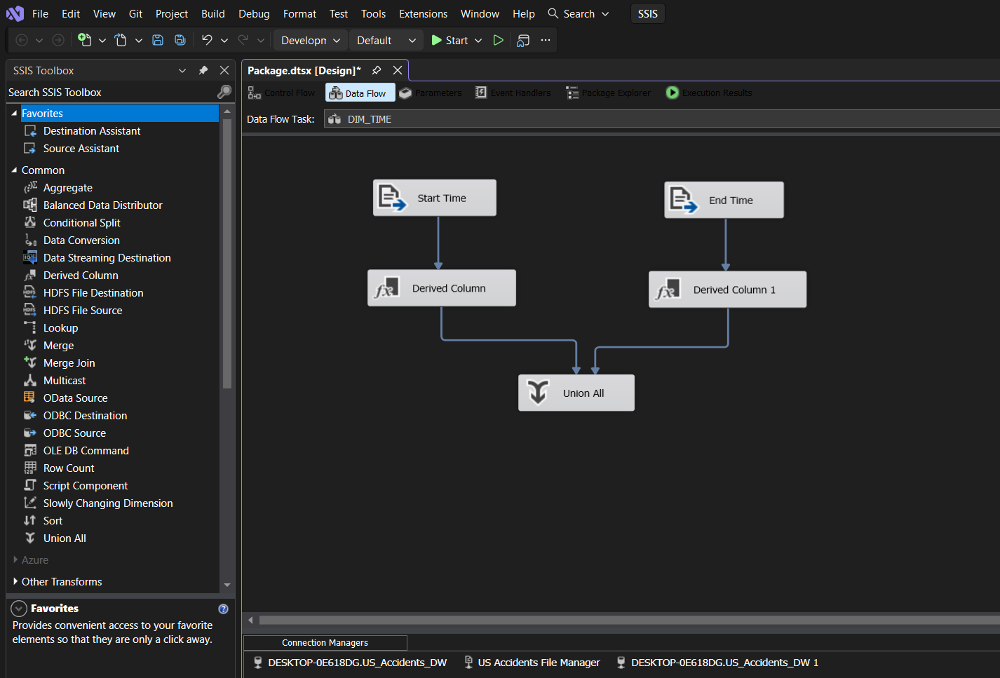 File Edit View Git Project Build Debug Format Test Tools Extensions Window Help Search SSIS
Developn Default Start
SSIS Toolbox
Search SSIS Toolbox
Favorites
Destination Assistant
Source Assistant
Common
Aggregate
Balanced Data Distributor
Conditional Split
Data Conversion
Data Streaming Destination
Derived Column
HDFS File Destination
HDFS File Source
Lookup
Merge
Merge Join
Multicast
OData Source
ODBC Destination
ODBC Source
OLE DB Command
Row Count
Script Component
Slowly Changing Dimension
Sort
Union All
Azure
Other Transforms
Favorites
Provides convenient access to your favorite
elements so that they are only a click away.
Package.dtsx [Design]*
Control Flow Data Flow Parameters Event Handlers Package Explorer Execution Results
Data Flow Task: DIM_TIME
Start Time
End Time
Derived Column
Derived Column 1
Union All
Connection Managers
DESKTOP-0E618DG.US_Accidents_DW US Accidents File Manager DESKTOP-0E618DG.US_Accidents_DW 1